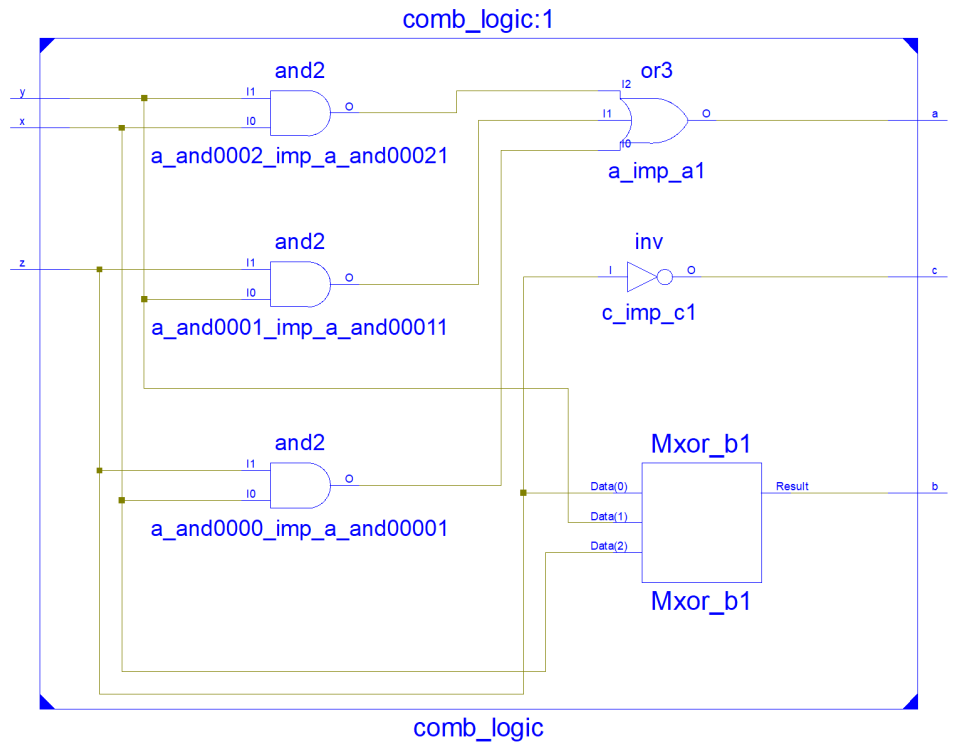 comb_logic:1
and2
or3
y
I1
O
I2
x
I0
I1
O
a
I0
a_and0002_imp_a_and00021
a_imp_a1
and2
inv
z
I1
O
I
O
c
I0
a_and0001_imp_a_and00011
c_imp_c1
and2
Mxor_b1
I1
O
Data(0)
Result
b
I0
Data(1)
a_and0000_imp_a_and00001
Data(2)
Mxor_b1
comb_logic